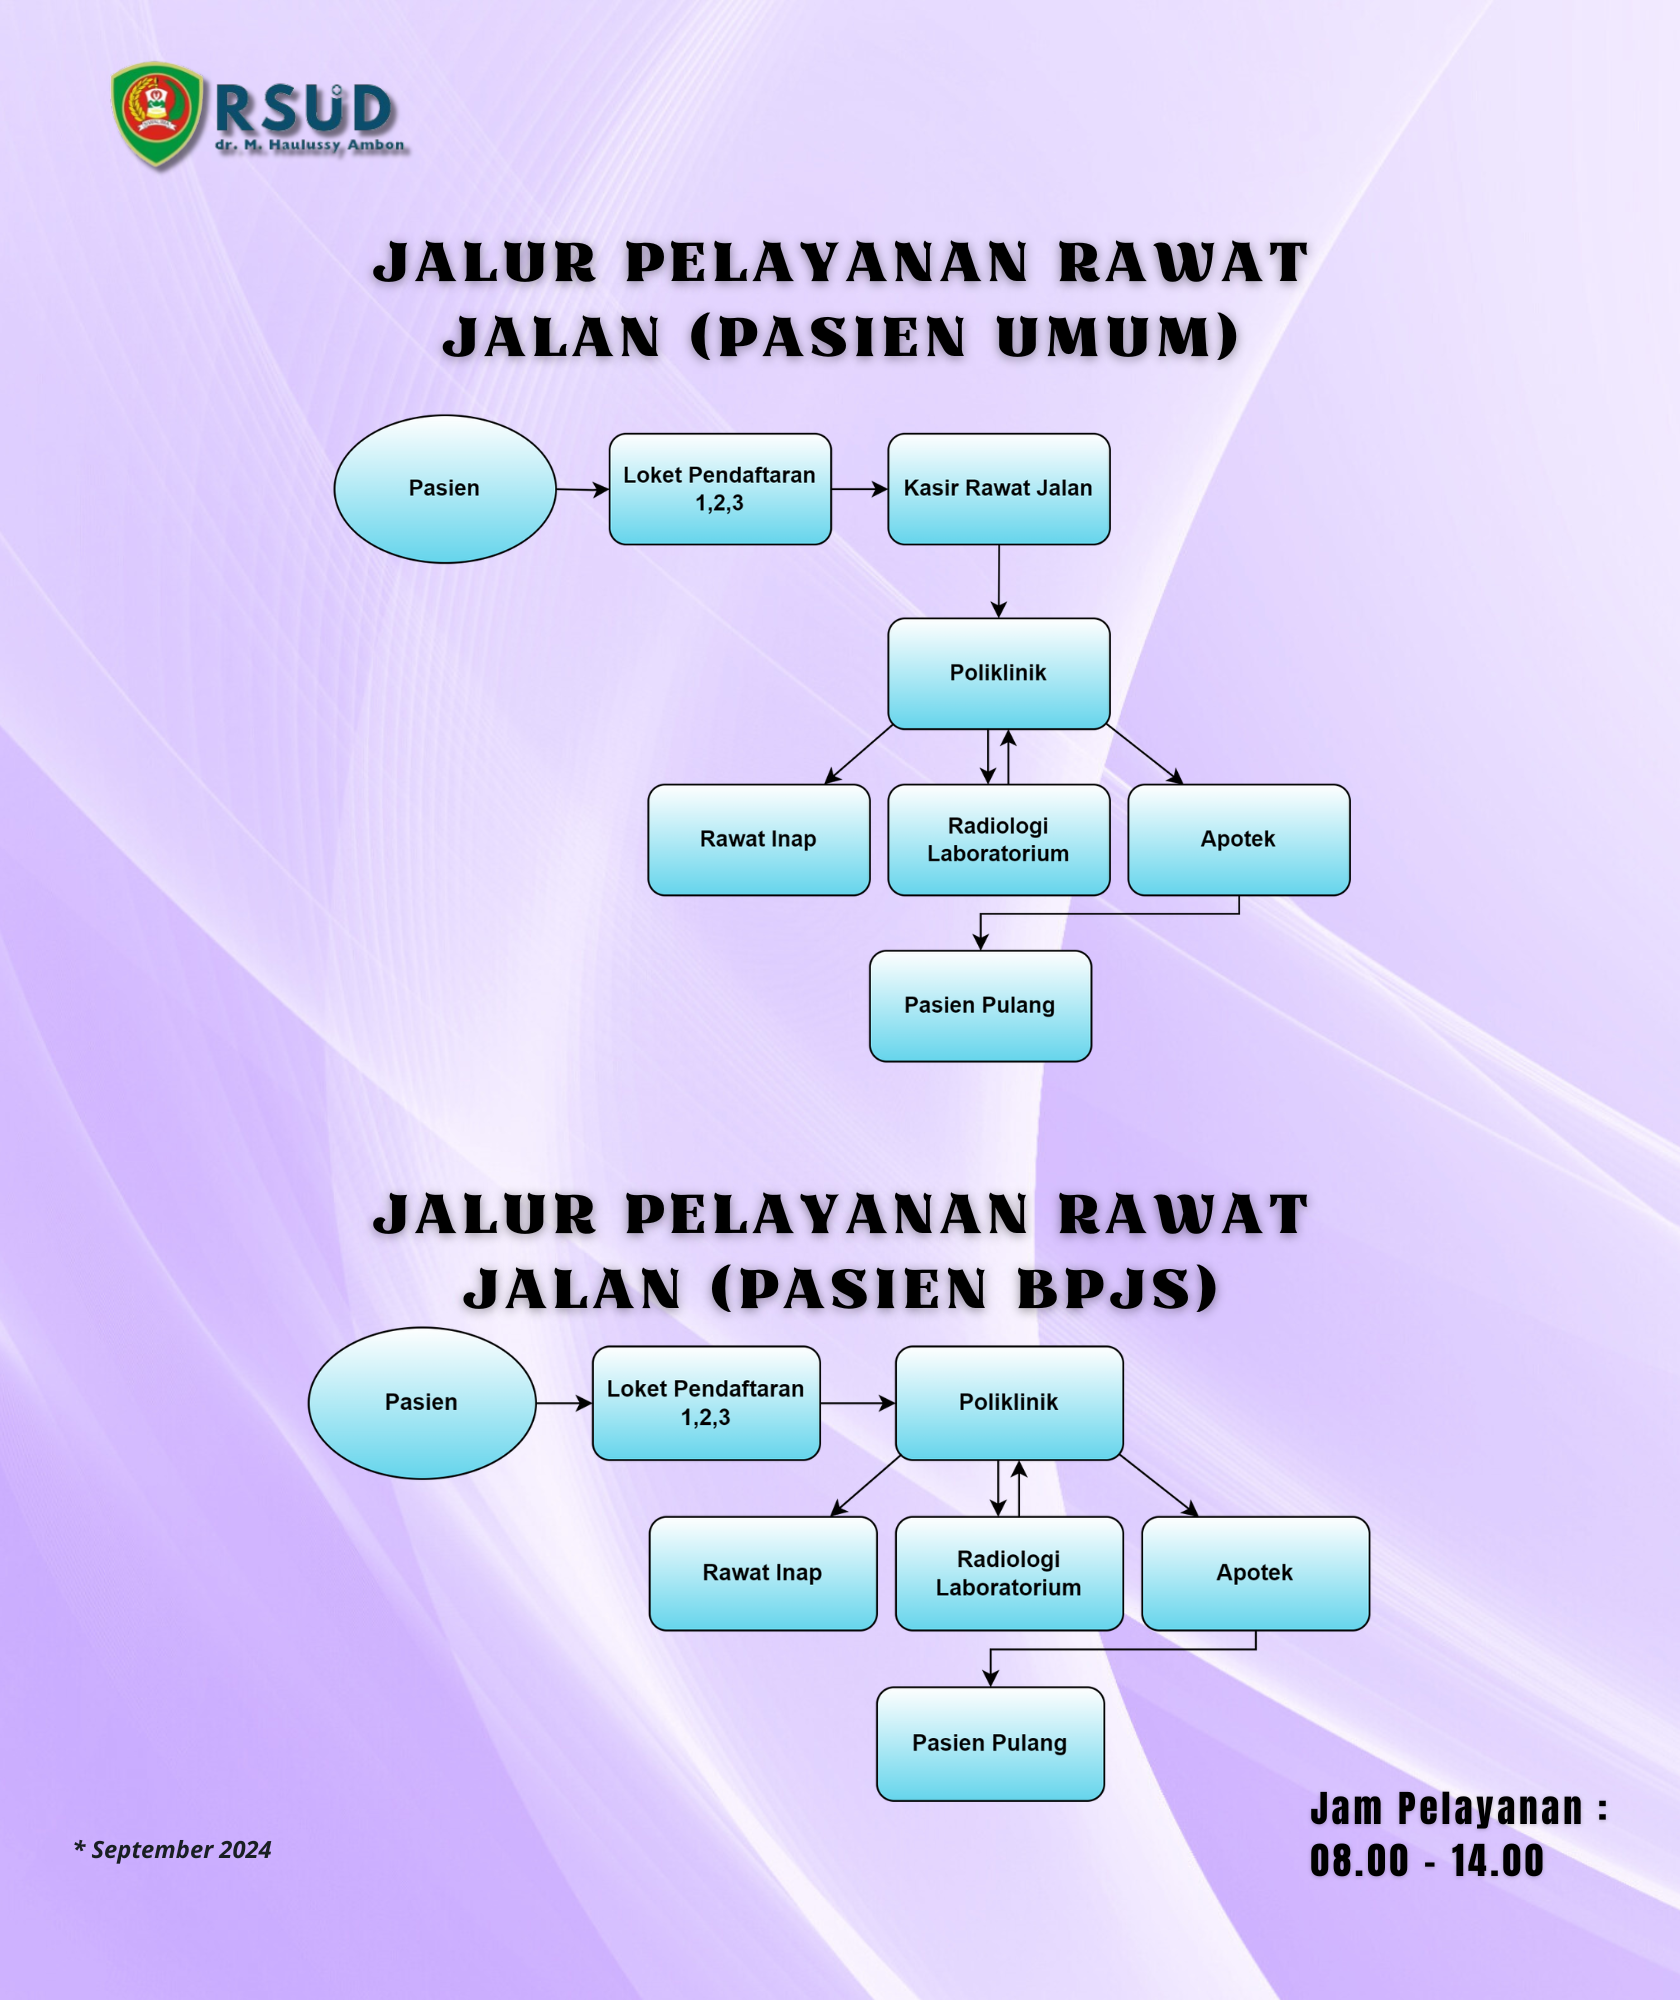 RSUD
dr. M. Haulussy Ambon
JALUR PELAYANAN RAWAT
JALAN (PASIEN UMUM)
Pasien
Loket Pendaftaran
1,2,3
Kasir Rawat Jalan
Poliklinik
Rawat Inap
Radiologi
Laboratorium
Apotek
Pasien Pulang
JALUR PELAYANAN RAWAT
JALAN (PASIEN BPJS)
Pasien
Loket Pendaftaran
1,2,3
Poliklinik
Rawat Inap
Radiologi
Laboratorium
Apotek
Pasien Pulang
Jam Pelayanan :
08.00 - 14.00
* September 2024